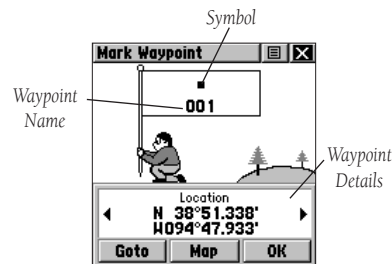 Symbol
Mark Waypoint
001
Waypoint
Name
Waypoint
Details
Location
N 38°51.338'
W094°47.933'
Goto Map OK